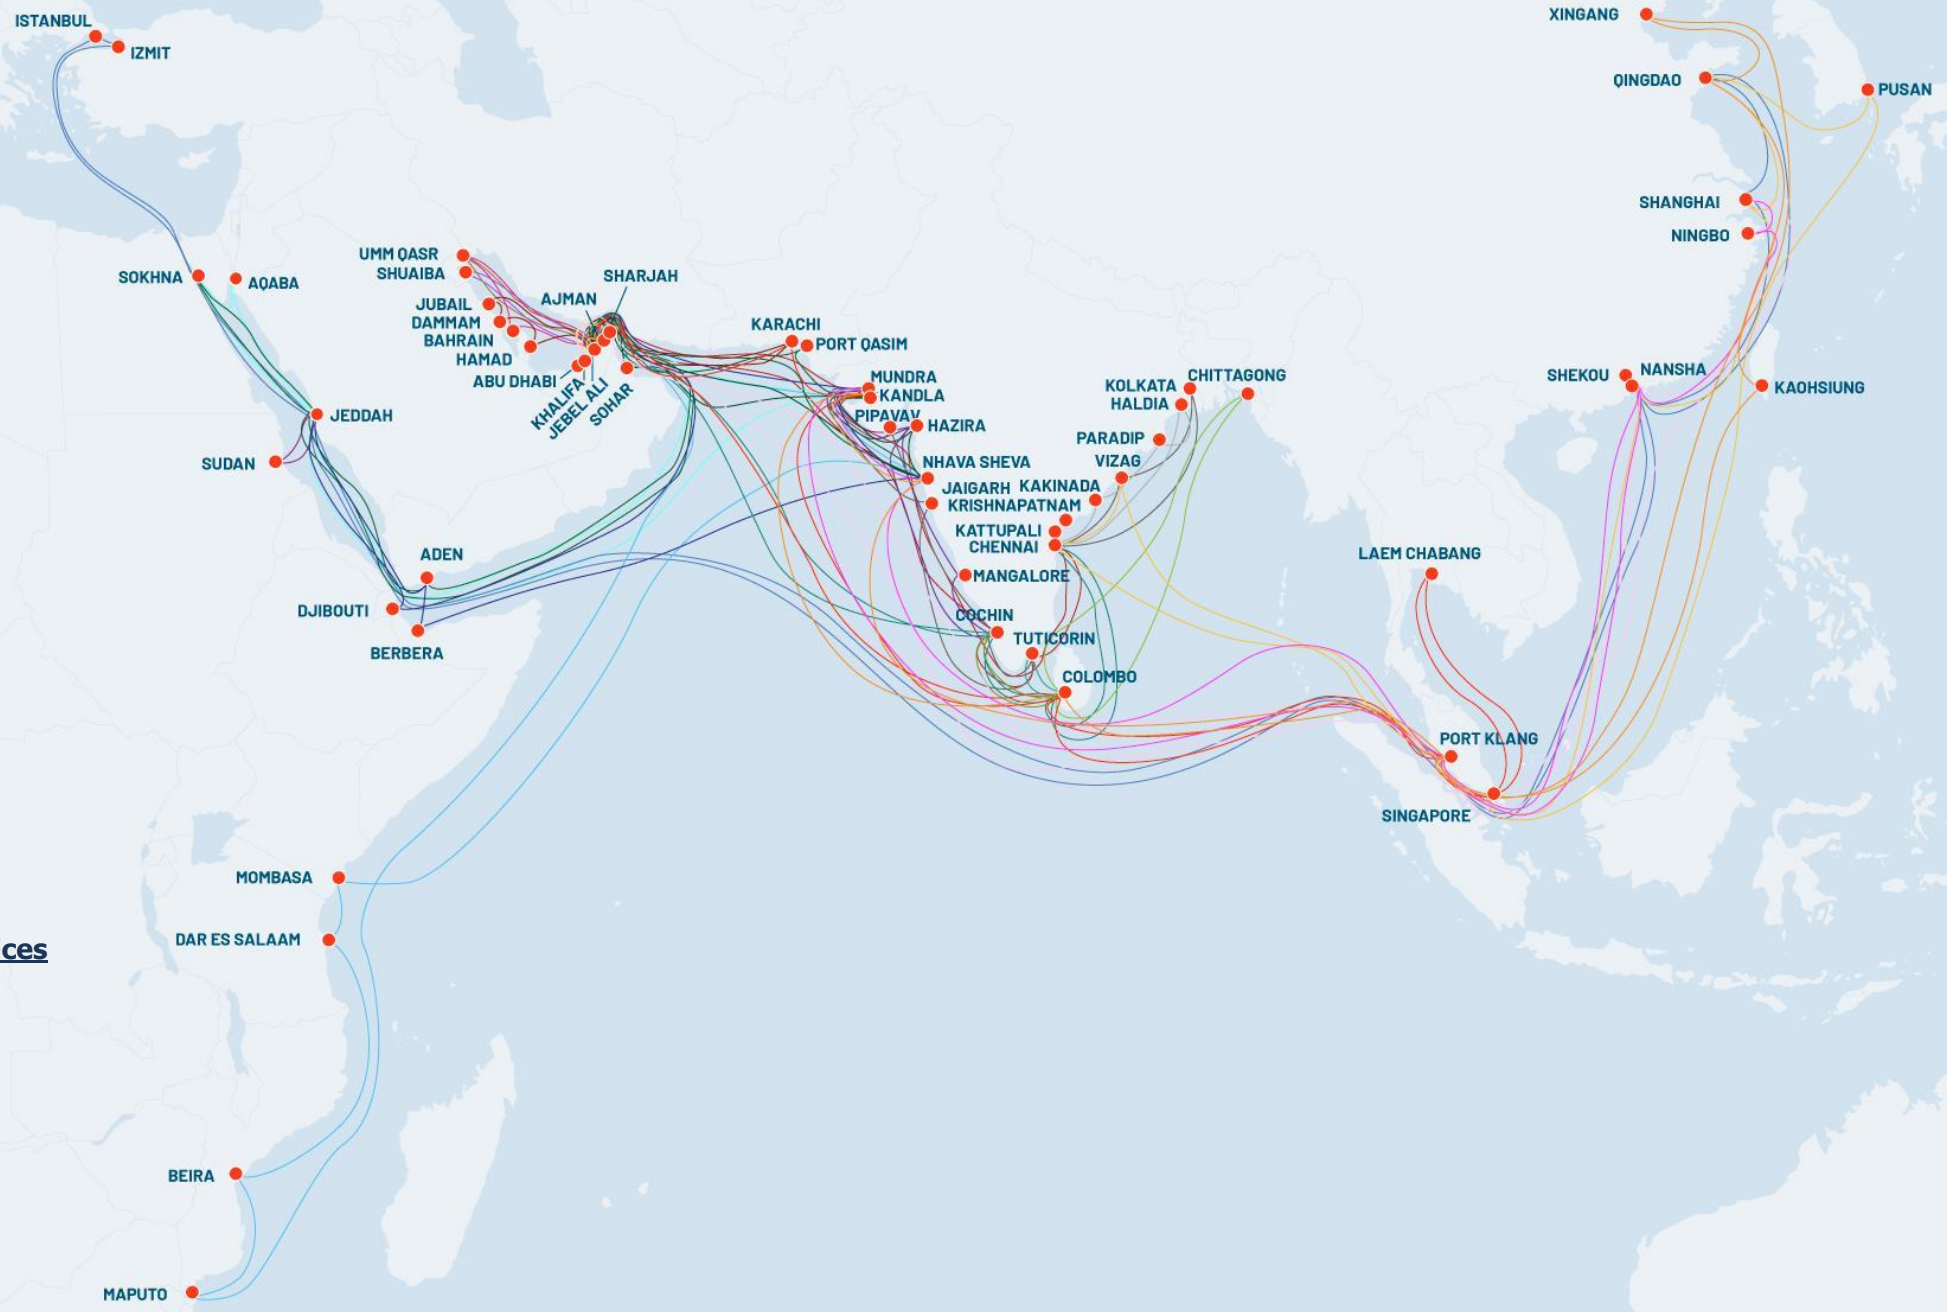 ISTANBUL
IZMIT
XINGANG
QINGDAO
PUSAN
SHANGHAI
NINGBO
SOKHNA
AQABA
UMM QASR
SHUAIBA
SHARJAH
AJMAN
JUBAIL
DAMMAM
BAHRAIN
HAMAD
ABU DHABI
KHALIFA
JEBEL ALI
SOHAR
KARACHI
PORT QASIM
MUNDRA
KANDLA
PIPAVAV
HAZIRA
KOLKATA
CHITTAGONG
HALDIA
SHEKOU
NANSHA
KAOHSIUNG
JEDDAH
SUDAN
PARADIP
VIZAG
NHAVA SHEVA
JAIGARH
KAKINADA
KRISHNAPATNAM
KATTUPALI
CHENNAI
MANGALORE
ADEN
LAEM CHABANG
DJIBOUTI
BERBERA
COCHIN
TUTICORIN
COLOMBO
PORT KLANG
SINGAPORE
MOMBASA
DAR ES SALAAM
ces
BEIRA
MAPUTO